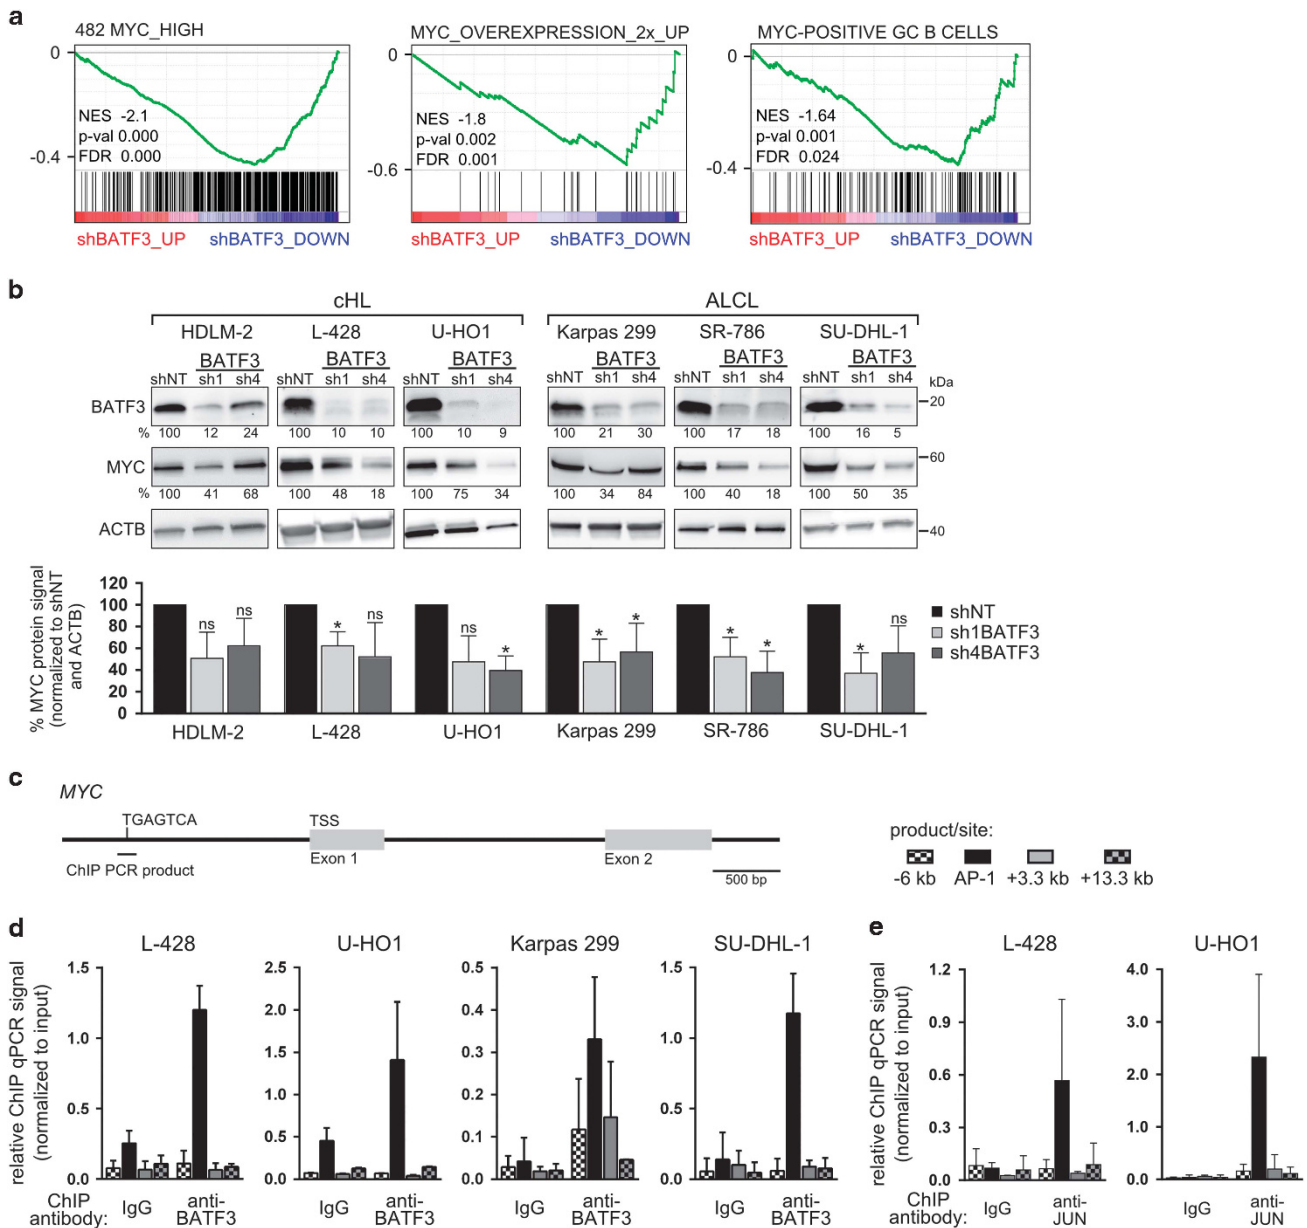 a
482 MYC_HIGH
MYC_OVEREXPRESSION_2x_UP
MYC-POSITIVE GC B CELLS
0
-0.4
NES -2.1
p-val 0.000
FDR 0.000
shBATF3_UP shBATF3_DOWN
0
-0.6
NES -1.8
p-val 0.002
FDR 0.001
shBATF3_UP shBATF3_DOWN
0
-0.4
NES -1.64
p-val 0.001
FDR 0.024
shBATF3_UP shBATF3_DOWN
b
cHL ALCL
HDLM-2 L-428 U-HO1 Karpas 299 SR-786 SU-DHL-1
BATF3 BATF3 BATF3 BATF3 BATF3 BATF3
shNT sh1 sh4 shNT sh1 sh4 shNT sh1 sh4 shNT sh1 sh4 shNT sh1 sh4 shNT sh1 sh4 kDa
BATF3 20
% 100 12 24 100 10 10 100 10 9 100 21 30 100 17 18 100 16 5
MYC 60
% 100 41 68 100 48 18 100 75 34 100 34 84 100 40 18 100 50 35
ACTB 40
% MYC protein signal
(normalized to shNT
and ACTB)
120
100
80
60
40
20
0
ns ns * ns ns * * * * * * ns
HDLM-2 L-428 U-HO1 Karpas 299 SR-786 SU-DHL-1
shNT
sh1BATF3
sh4BATF3
c
MYC
TGAGTCA TSS
ChIP PCR product
Exon 1 Exon 2
500 bp
product/site:
-6 kb AP-1 +3.3 kb +13.3 kb
d
relative ChIP qPCR signal
(normalized to input)
L-428
1.5
1.0
0.5
0.0
U-HO1
2.5
2.0
1.5
1.0
0.5
0.0
Karpas 299
0.5
0.4
0.3
0.2
0.1
0.0
SU-DHL-1
1.5
1.0
0.5
0.0
ChIP
antibody:
IgG anti-
BATF3
IgG anti-
BATF3
IgG anti-
BATF3
IgG anti-
BATF3
e
relative ChIP qPCR signal
(normalized to input)
L-428
1.2
0.9
0.6
0.3
0.0
U-HO1
4.0
3.0
2.0
1.0
0.0
ChIP
antibody:
IgG anti-
JUN
IgG anti-
JUN